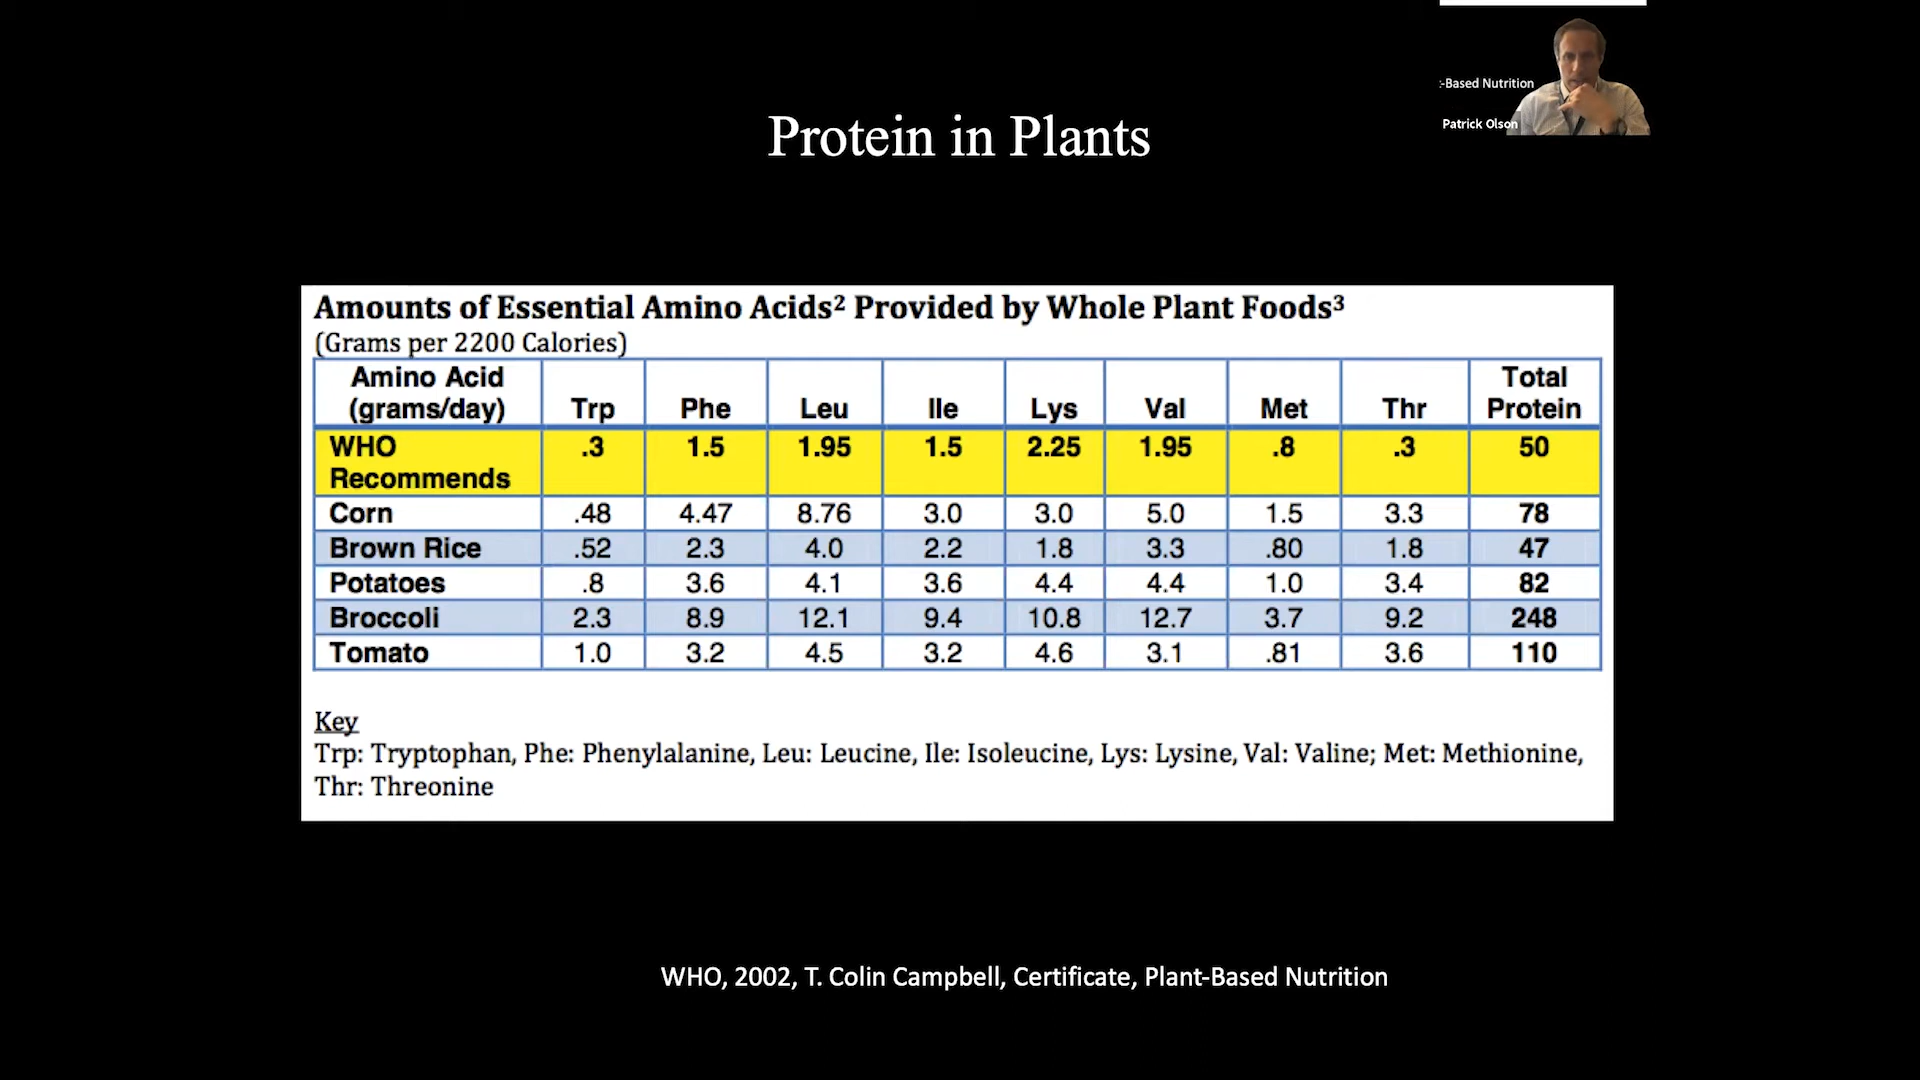 :-Based Nutrition
Patrick Olson
Protein in Plants
Amounts of Essential Amino Acids² Provided by Whole Plant Foods³
(Grams per 2200 Calories)
Amino Acid (grams/day) Trp Phe Leu Ile Lys Val Met Thr Total Protein
WHO Recommends .3 1.5 1.95 1.5 2.25 1.95 .8 .3 50
Corn .48 4.47 8.76 3.0 3.0 5.0 1.5 3.3 78
Brown Rice .52 2.3 4.0 2.2 1.8 3.3 .80 1.8 47
Potatoes .8 3.6 4.1 3.6 4.4 4.4 1.0 3.4 82
Broccoli 2.3 8.9 12.1 9.4 10.8 12.7 3.7 9.2 248
Tomato 1.0 3.2 4.5 3.2 4.6 3.1 .81 3.6 110
Key
Trp: Tryptophan, Phe: Phenylalanine, Leu: Leucine, Ile: Isoleucine, Lys: Lysine, Val: Valine; Met: Methionine,
Thr: Threonine
WHO, 2002, T. Colin Campbell, Certificate, Plant-Based Nutrition